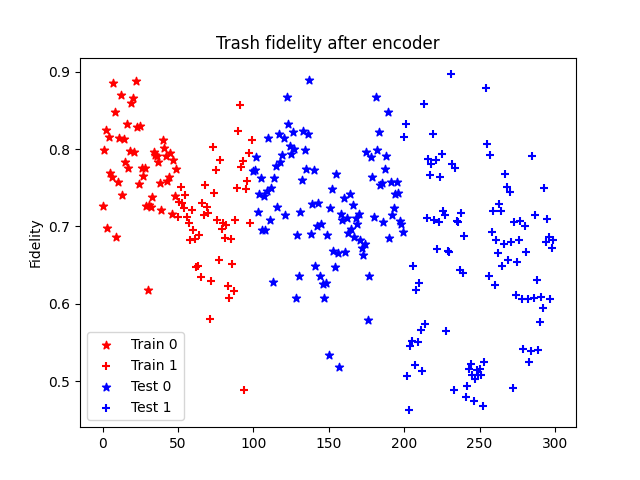 Trash fidelity after encoder
Fidelity
0.9
0.8
0.7
0.6
0.5
Train 0
Train 1
Test 0
Test 1
0 50 100 150 200 250 300